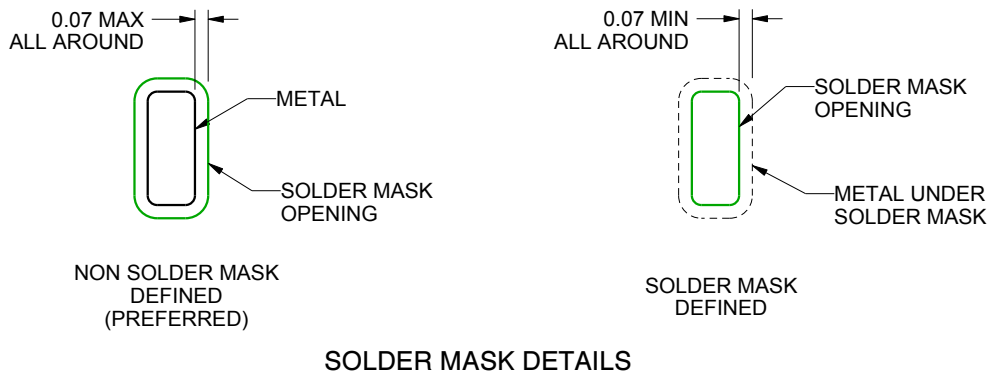 0.07 MAX
ALL AROUND
METAL
SOLDER MASK
OPENING
NON SOLDER MASK
DEFINED
(PREFERRED)
0.07 MIN
ALL AROUND
SOLDER MASK
OPENING
METAL UNDER
SOLDER MASK
SOLDER MASK
DEFINED
SOLDER MASK DETAILS